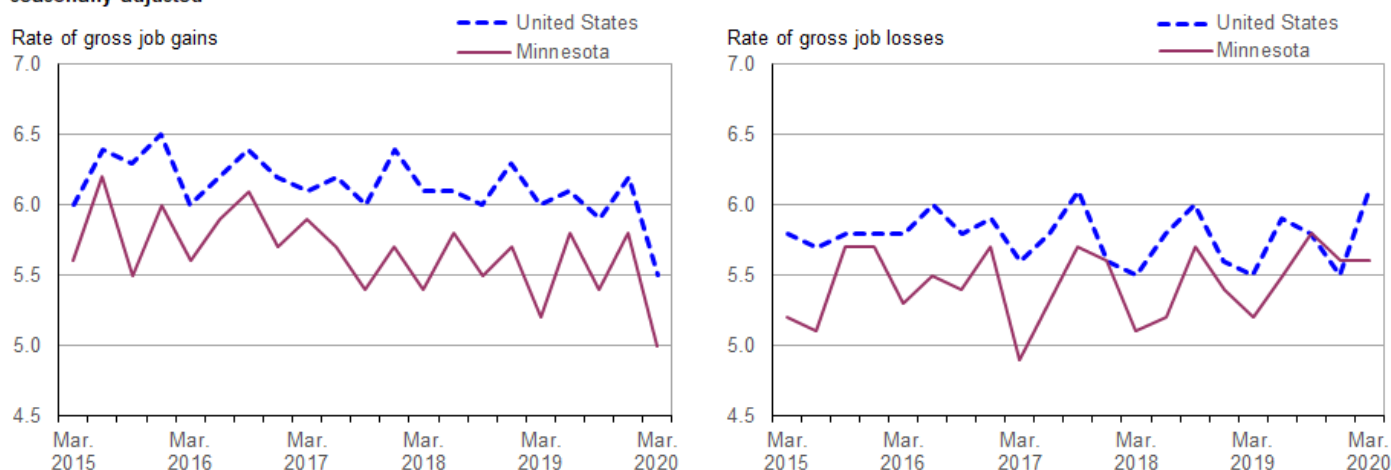 seasonally adjusted
Rate of gross job gains
United States
Minnesota
7.0
6.5
6.0
5.5
5.0
4.5
Mar. 2015
Mar. 2016
Mar. 2017
Mar. 2018
Mar. 2019
Mar. 2020
Rate of gross job losses
United States
Minnesota
7.0
6.5
6.0
5.5
5.0
4.5
Mar. 2015
Mar. 2016
Mar. 2017
Mar. 2018
Mar. 2019
Mar. 2020